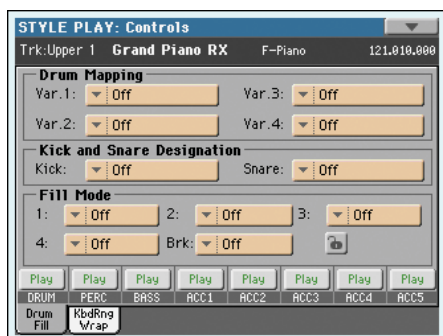 STYLE PLAY: Controls
Trk:Upper 1 Grand Piano RX F-Piano 121.010.000
Drum Mapping
Var.1: Off Var.3: Off
Var.2: Off Var.4: Off
Kick and Snare Designation
Kick: Off Snare: Off
Fill Mode
1: Off 2: Off 3: Off
4: Off Brk: Off
Play Play Play Play Play Play Play Play
DRUM PERC BASS ACC1 ACC2 ACC3 ACC4 ACC5
Drum KbdRng
Fill Wrap